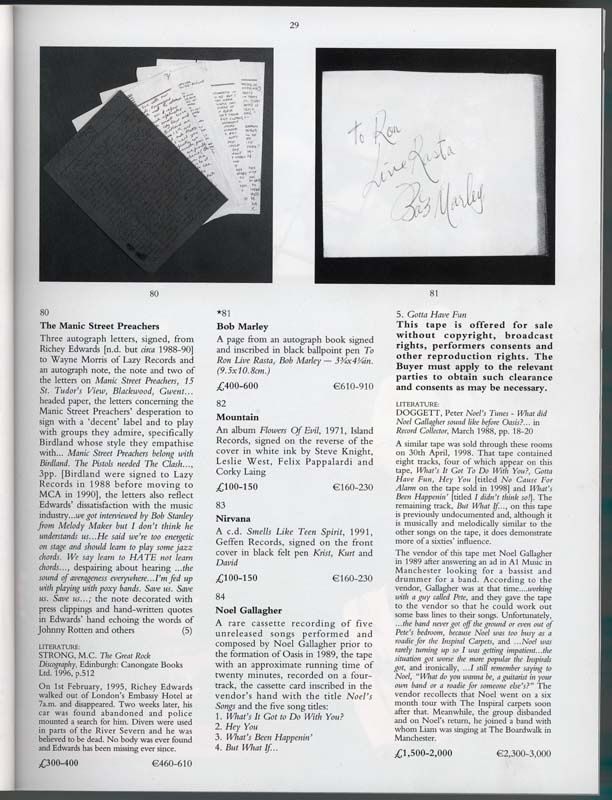 29
To Ron
Live Rasta
Bob Marley
80
81
80
The Manic Street Preachers
Three autograph letters, signed, from
Richey Edwards [n.d. but circa 1988-90]
to Wayne Morris of Lazy Records and
an autograph note, the note and two of
the letters on Manic Street Preachers, 15
St. Tudor's View, Blackwood, Gwent...
headed paper, the letters concerning the
Manic Street Preachers' desperation to
sign with a 'decent' label and to play
with groups they admire, specifically
Birdland whose style they empathise
with... Manic Street Preachers belong with
Birdland. The Pistols needed The Clash...,
3pp. [Birdland were signed to Lazy
Records in 1988 before moving to
MCA in 1990], the letters also reflect
Edwards' dissatisfaction with the music
industry...we got interviewed by Bob Stanley
from Melody Maker but I don't think he
understands us...He said we're too energetic
on stage and should learn to play some jazz
chords. We say learn to HATE not learn
chords..., despairing about hearing ...the
sound of averageness everywhere...I'm fed up
with playing with poxy bands. Save us. Save
us. Save us...; the note decorated with
press clippings and hand-written quotes
in Edwards' hand echoing the words of
Johnny Rotten and others (5)
LITERATURE:
STRONG, M.C. The Great Rock
Discography, Edinburgh: Canongate Books
Ltd. 1996, p.512
On 1st February, 1995, Richey Edwards
walked out of London's Embassy Hotel at
7a.m. and disappeared. Two weeks later, his
car was found abandoned and police
mounted a search for him. Divers were used
in parts of the River Severn and he was
believed to be dead. No body was ever found
and Edwards has been missing ever since.
£300-400 €460-610
*81
Bob Marley
A page from an autograph book signed
and inscribed in black ballpoint pen To
Ron Live Rasta, Bob Marley — 3¾x4¼in.
(9.5x10.8cm.)
£400-600 €610-910
82
Mountain
An album Flowers Of Evil, 1971, Island
Records, signed on the reverse of the
cover in white ink by Steve Knight,
Leslie West, Felix Pappalardi and
Corky Laing
£100-150 €160-230
83
Nirvana
A c.d. Smells Like Teen Spirit, 1991,
Geffen Records, signed on the front
cover in black felt pen Krist, Kurt and
David
£100-150 €160-230
84
Noel Gallagher
A rare cassette recording of five
unreleased songs performed and
composed by Noel Gallagher prior to
the formation of Oasis in 1989, the tape
with an approximate running time of
twenty minutes, recorded on a four-
track, the cassette card inscribed in the
vendor's hand with the title Noel's
Songs and the five song titles:
1. What's It Got to Do With You?
2. Hey You
3. What's Been Happenin'
4. But What If...
5. Gotta Have Fun
This tape is offered for sale
without copyright, broadcast
rights, performers consents and
other reproduction rights. The
Buyer must apply to the relevant
parties to obtain such clearance
and consents as may be necessary.
LITERATURE:
DOGGETT, Peter Noel's Tunes - What did
Noel Gallagher sound like before Oasis?... in
Record Collector, March 1988, pp. 18-20
A similar tape was sold through these rooms
on 30th April, 1998. That tape contained
eight tracks, four of which appear on this
tape, What's It Got To Do With You?, Gotta
Have Fun, Hey You [titled No Cause For
Alarm on the tape sold in 1998] and What's
Been Happenin' [titled I didn't think so!]. The
remaining track, But What If..., on this tape
is previously undocumented and, although it
is musically and melodically similar to the
other songs on the tape, it does demonstrate
more of a sixties' influence.
The vendor of this tape met Noel Gallagher
in 1989 after answering an ad in A1 Music in
Manchester looking for a bassist and
drummer for a band. According to the
vendor, Gallagher was at that time....working
with a guy called Pete, and they gave the tape
to the vendor so that he could work out
some bass lines to their songs. Unfortunately,
...the band never got off the ground or even out of
Pete's bedroom, because Noel was too busy as a
roadie for the Inspiral Carpets, and ...Noel was
rarely turning up so I was getting impatient...the
situation got worse the more popular the Inspirals
got, and ironically, ...I still remember saying to
Noel, "What do you wanna be, a guitarist in your
own band or a roadie for someone else's?" The
vendor recollects that Noel went on a six
month tour with The Inspiral carpets soon
after that. Meanwhile, the group disbanded
and on Noel's return, he joined a band with
whom Liam was singing at The Boardwalk in
Manchester.
£1,500-2,000 €2,300-3,000